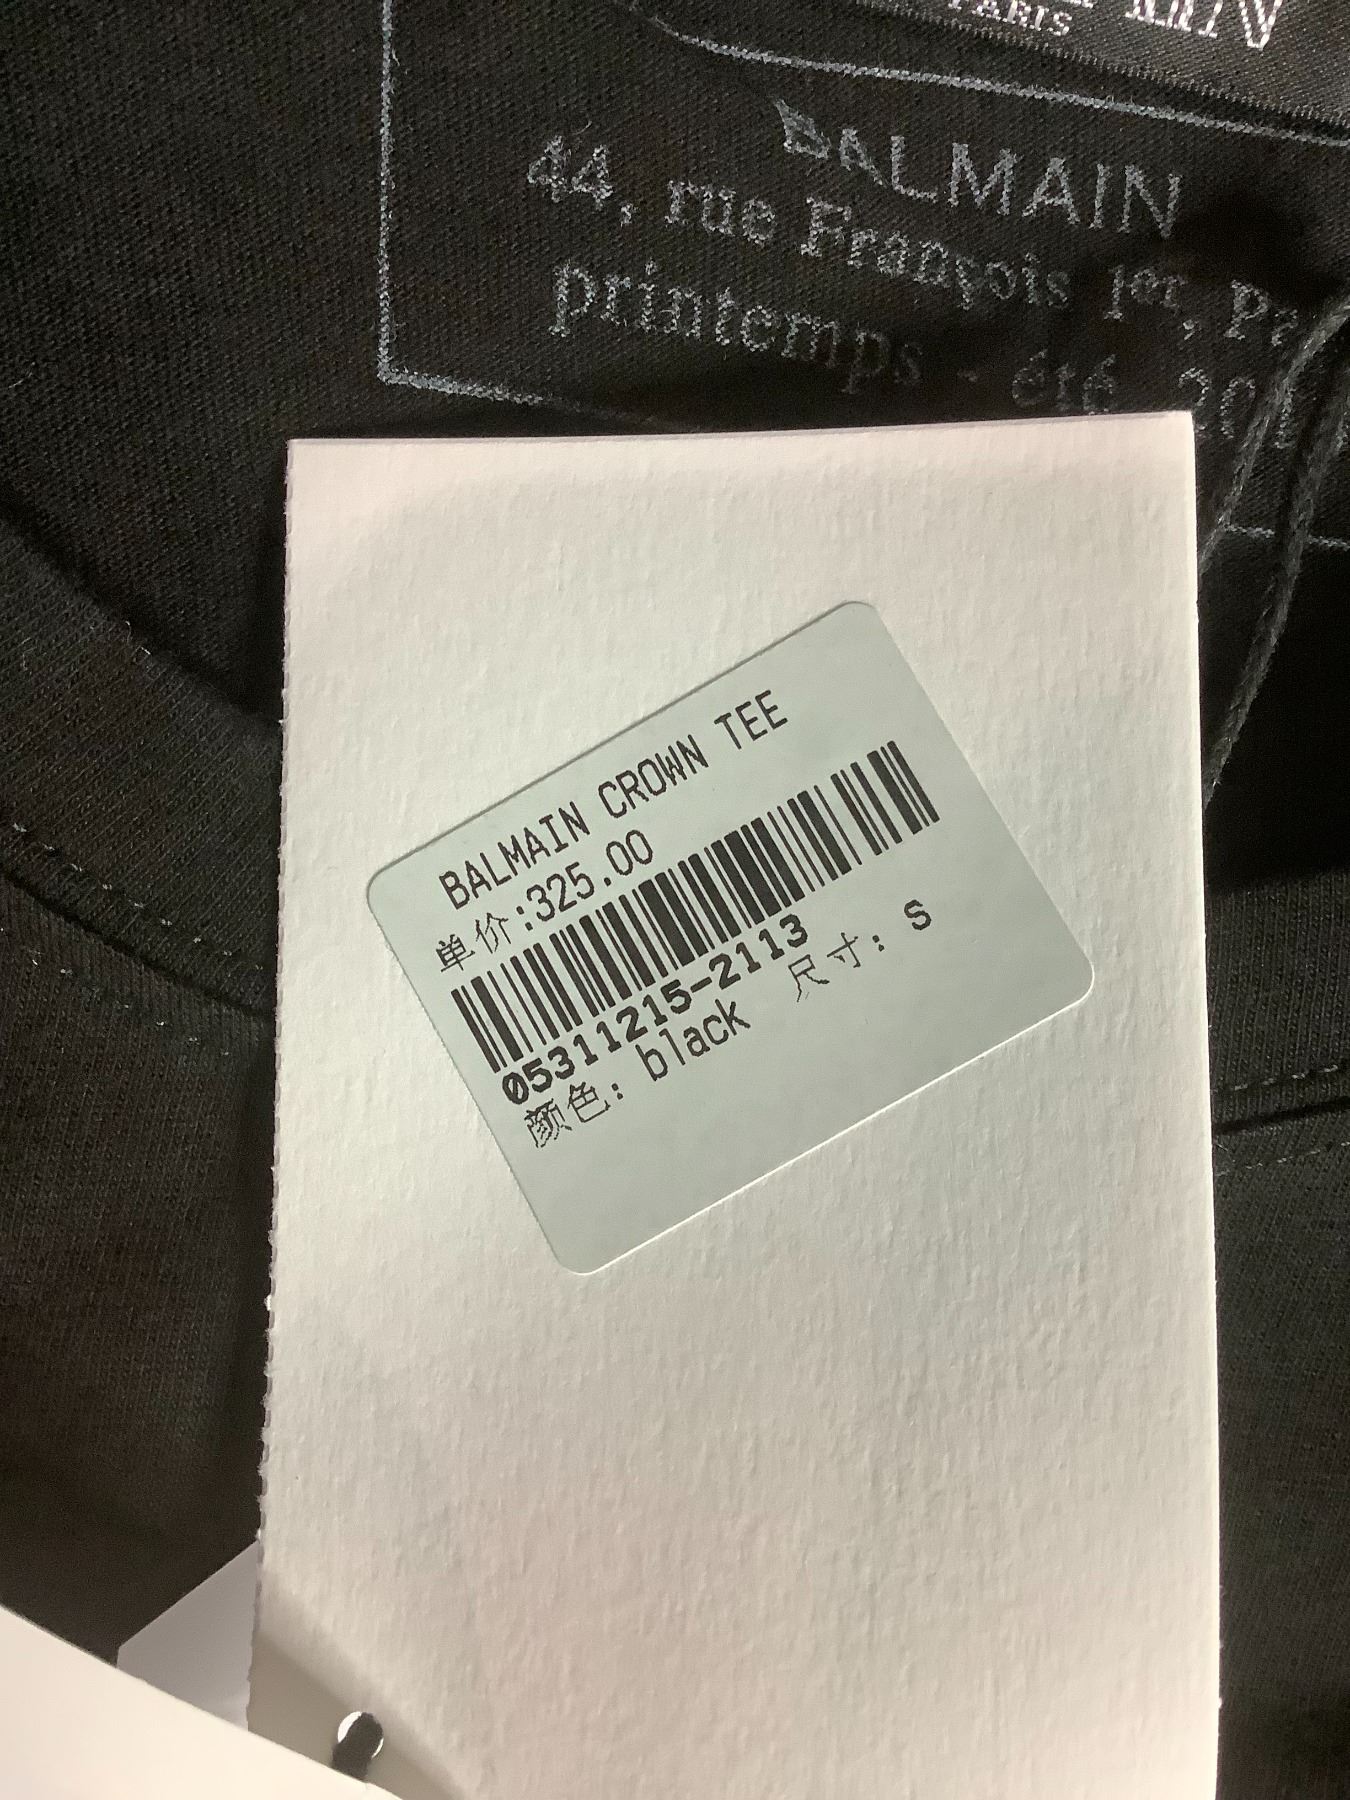 PARIS
BALMAIN
44, rue François 1er, Pa
printemps - été 20
BALMAIN CROWN TEE
单价:325.00
05311215-2113
颜色: black 尺寸: S